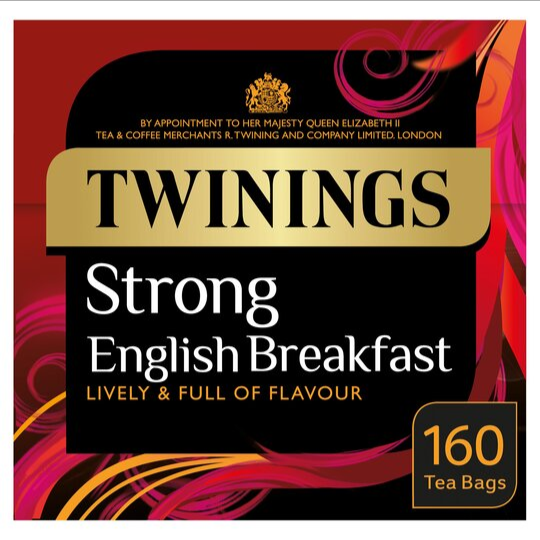 BY APPOINTMENT TO HER MAJESTY QUEEN ELIZABETH II
TEA & COFFEE MERCHANTS R.TWINING AND COMPANY LIMITED. LONDON
TWININGS
Strong
English Breakfast
LIVELY & FULL OF FLAVOUR
160
Tea Bags